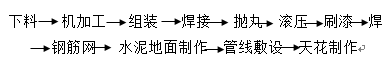 下料→机加工→组装→焊接→抛丸→滚压→刷漆→焊
→钢筋网→水泥地面制作→管线敷设→天花制作↵